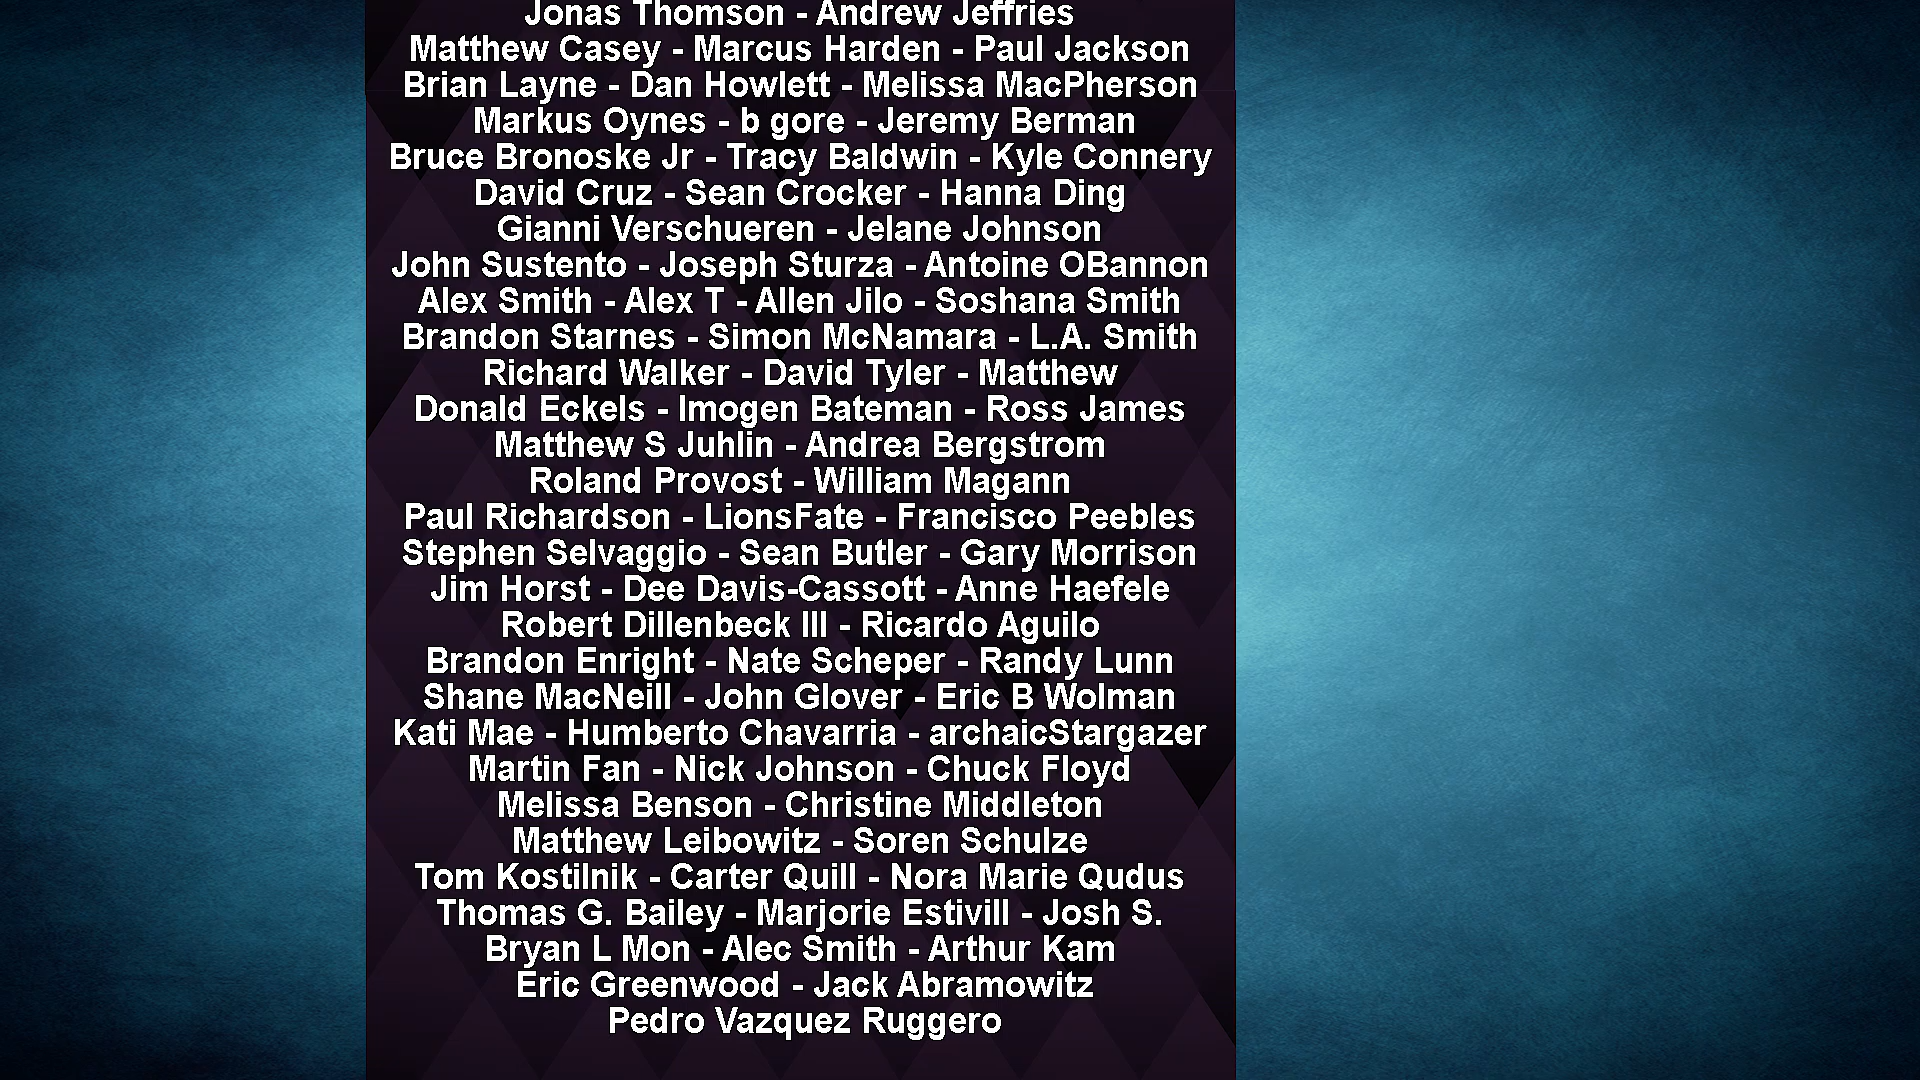 Jonas Thomson - Andrew Jeffries
Matthew Casey - Marcus Harden - Paul Jackson
Brian Layne - Dan Howlett - Melissa MacPherson
Markus Oynes - b gore - Jeremy Berman
Bruce Bronoske Jr - Tracy Baldwin - Kyle Connery
David Cruz - Sean Crocker - Hanna Ding
Gianni Verschueren - Jelane Johnson
John Sustento - Joseph Sturza - Antoine OBannon
Alex Smith - Alex T - Allen Jilo - Soshana Smith
Brandon Starnes - Simon McNamara - L.A. Smith
Richard Walker - David Tyler - Matthew
Donald Eckels - Imogen Bateman - Ross James
Matthew S Juhlin - Andrea Bergstrom
Roland Provost - William Magann
Paul Richardson - LionsFate - Francisco Peebles
Stephen Selvaggio - Sean Butler - Gary Morrison
Jim Horst - Dee Davis-Cassott - Anne Haefele
Robert Dillenbeck III - Ricardo Aguilo
Brandon Enright - Nate Scheper - Randy Lunn
Shane MacNeill - John Glover - Eric B Wolman
Kati Mae - Humberto Chavarria - archaicStargazer
Martin Fan - Nick Johnson - Chuck Floyd
Melissa Benson - Christine Middleton
Matthew Leibowitz - Soren Schulze
Tom Kostilnik - Carter Quill - Nora Marie Qudus
Thomas G. Bailey - Marjorie Estivill - Josh S.
Bryan L Mon - Alec Smith - Arthur Kam
Eric Greenwood - Jack Abramowitz
Pedro Vazquez Ruggero